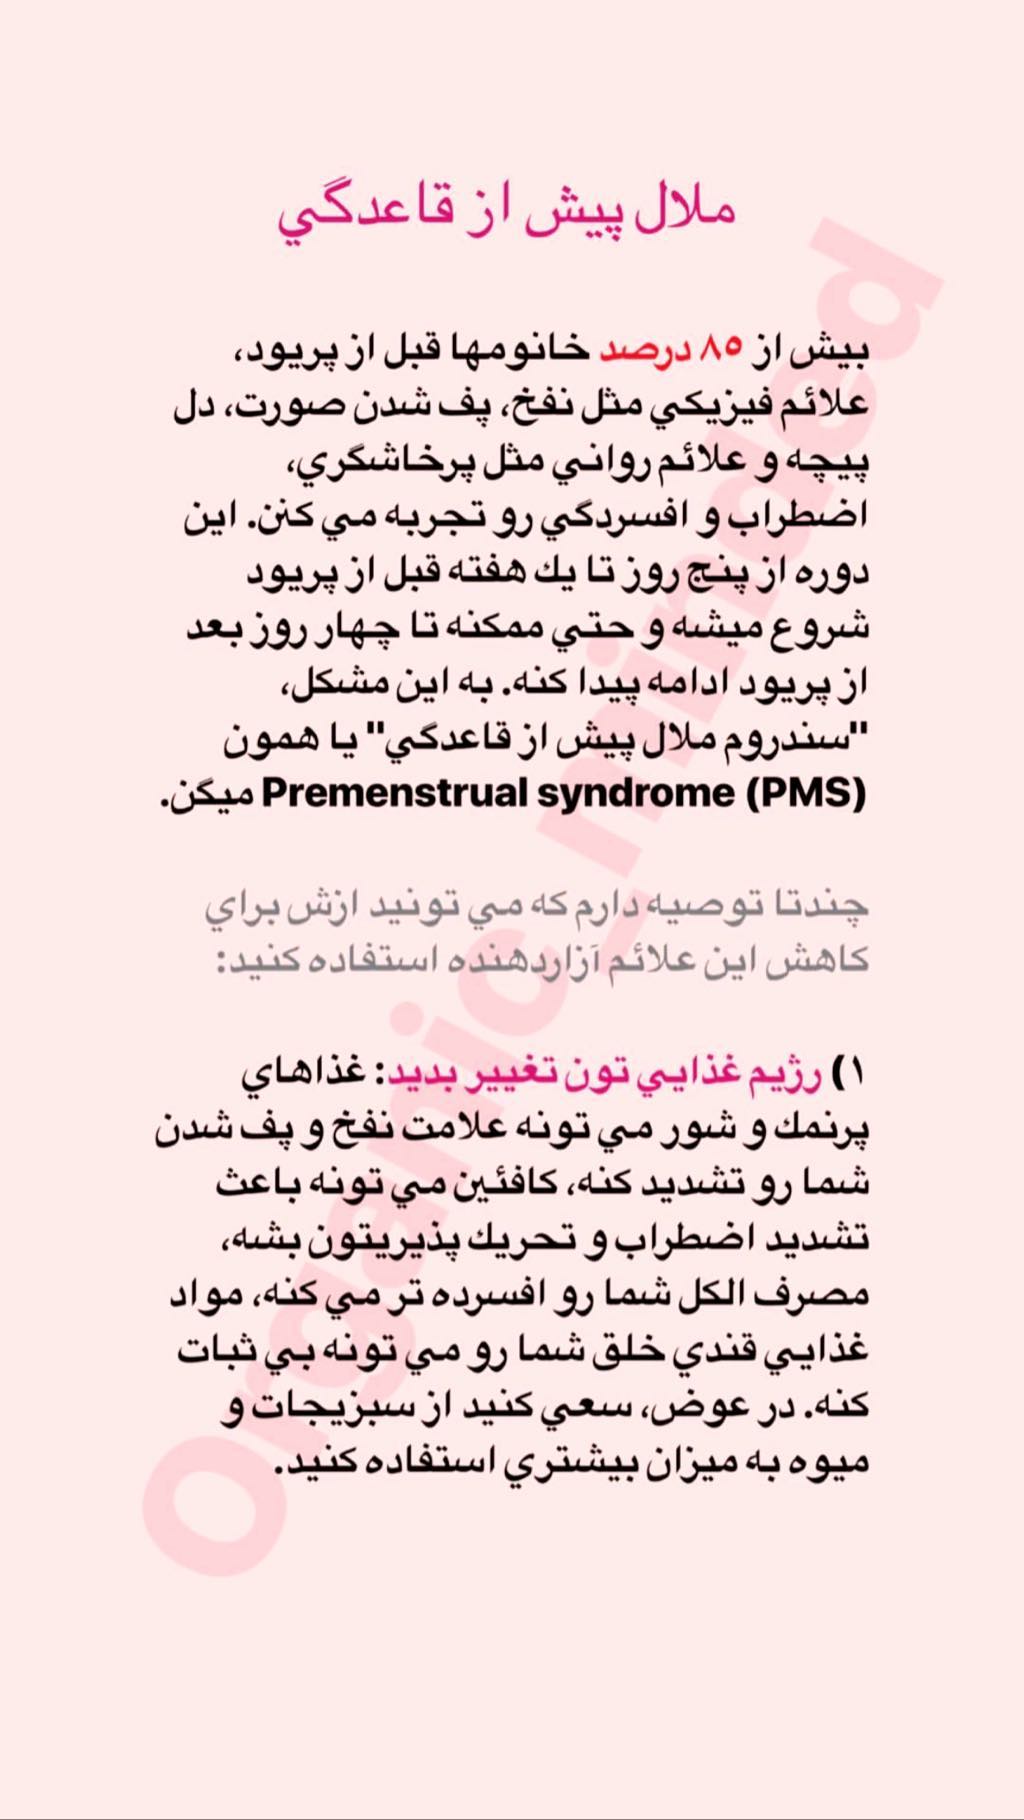 ملال پيش از قاعدگي
بيش از ٨٥ درصد خانومها قبل از پريود،
علائم فيزيكي مثل نفخ، پف شدن صورت، دل
پيچه و علائم رواني مثل پرخاشگري،
اضطراب و افسردگي رو تجربه مي كنن. اين
دوره از پنج روز تا يك هفته قبل از پريود
شروع ميشه و حتي ممكنه تا چهار روز بعد
از پريود ادامه پيدا كنه. به اين مشكل،
"سندروم ملال پيش از قاعدگي" يا همون
Premenstrual syndrome (PMS) ميگن.
چندتا توصيه دارم كه مي تونيد ازش براي
كاهش اين علائم آزاردهنده استفاده كنيد:
١) رژيم غذايي تون تغيير بديد: غذاهاي
پرنمك و شور مي تونه علامت نفخ و پف شدن
شما رو تشديد كنه، كافئين مي تونه باعث
تشديد اضطراب و تحريك پذيريتون بشه،
مصرف الكل شما رو افسرده تر مي كنه، مواد
غذايي قندي خلق شما رو مي تونه بي ثبات
كنه. در عوض، سعي كنيد از سبزيجات و
ميوه به ميزان بيشتري استفاده كنيد.
Organic_minded